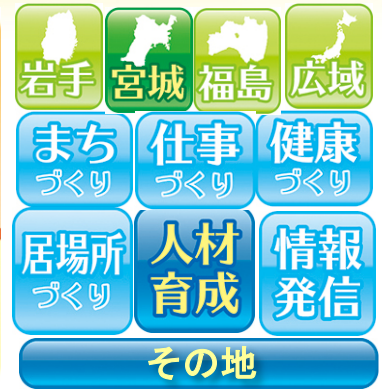 岩手 宮城 福島 広域
まち 仕事 健康
づくり づくり づくり
居場所 人材 情報
づくり 育成 発信
その地